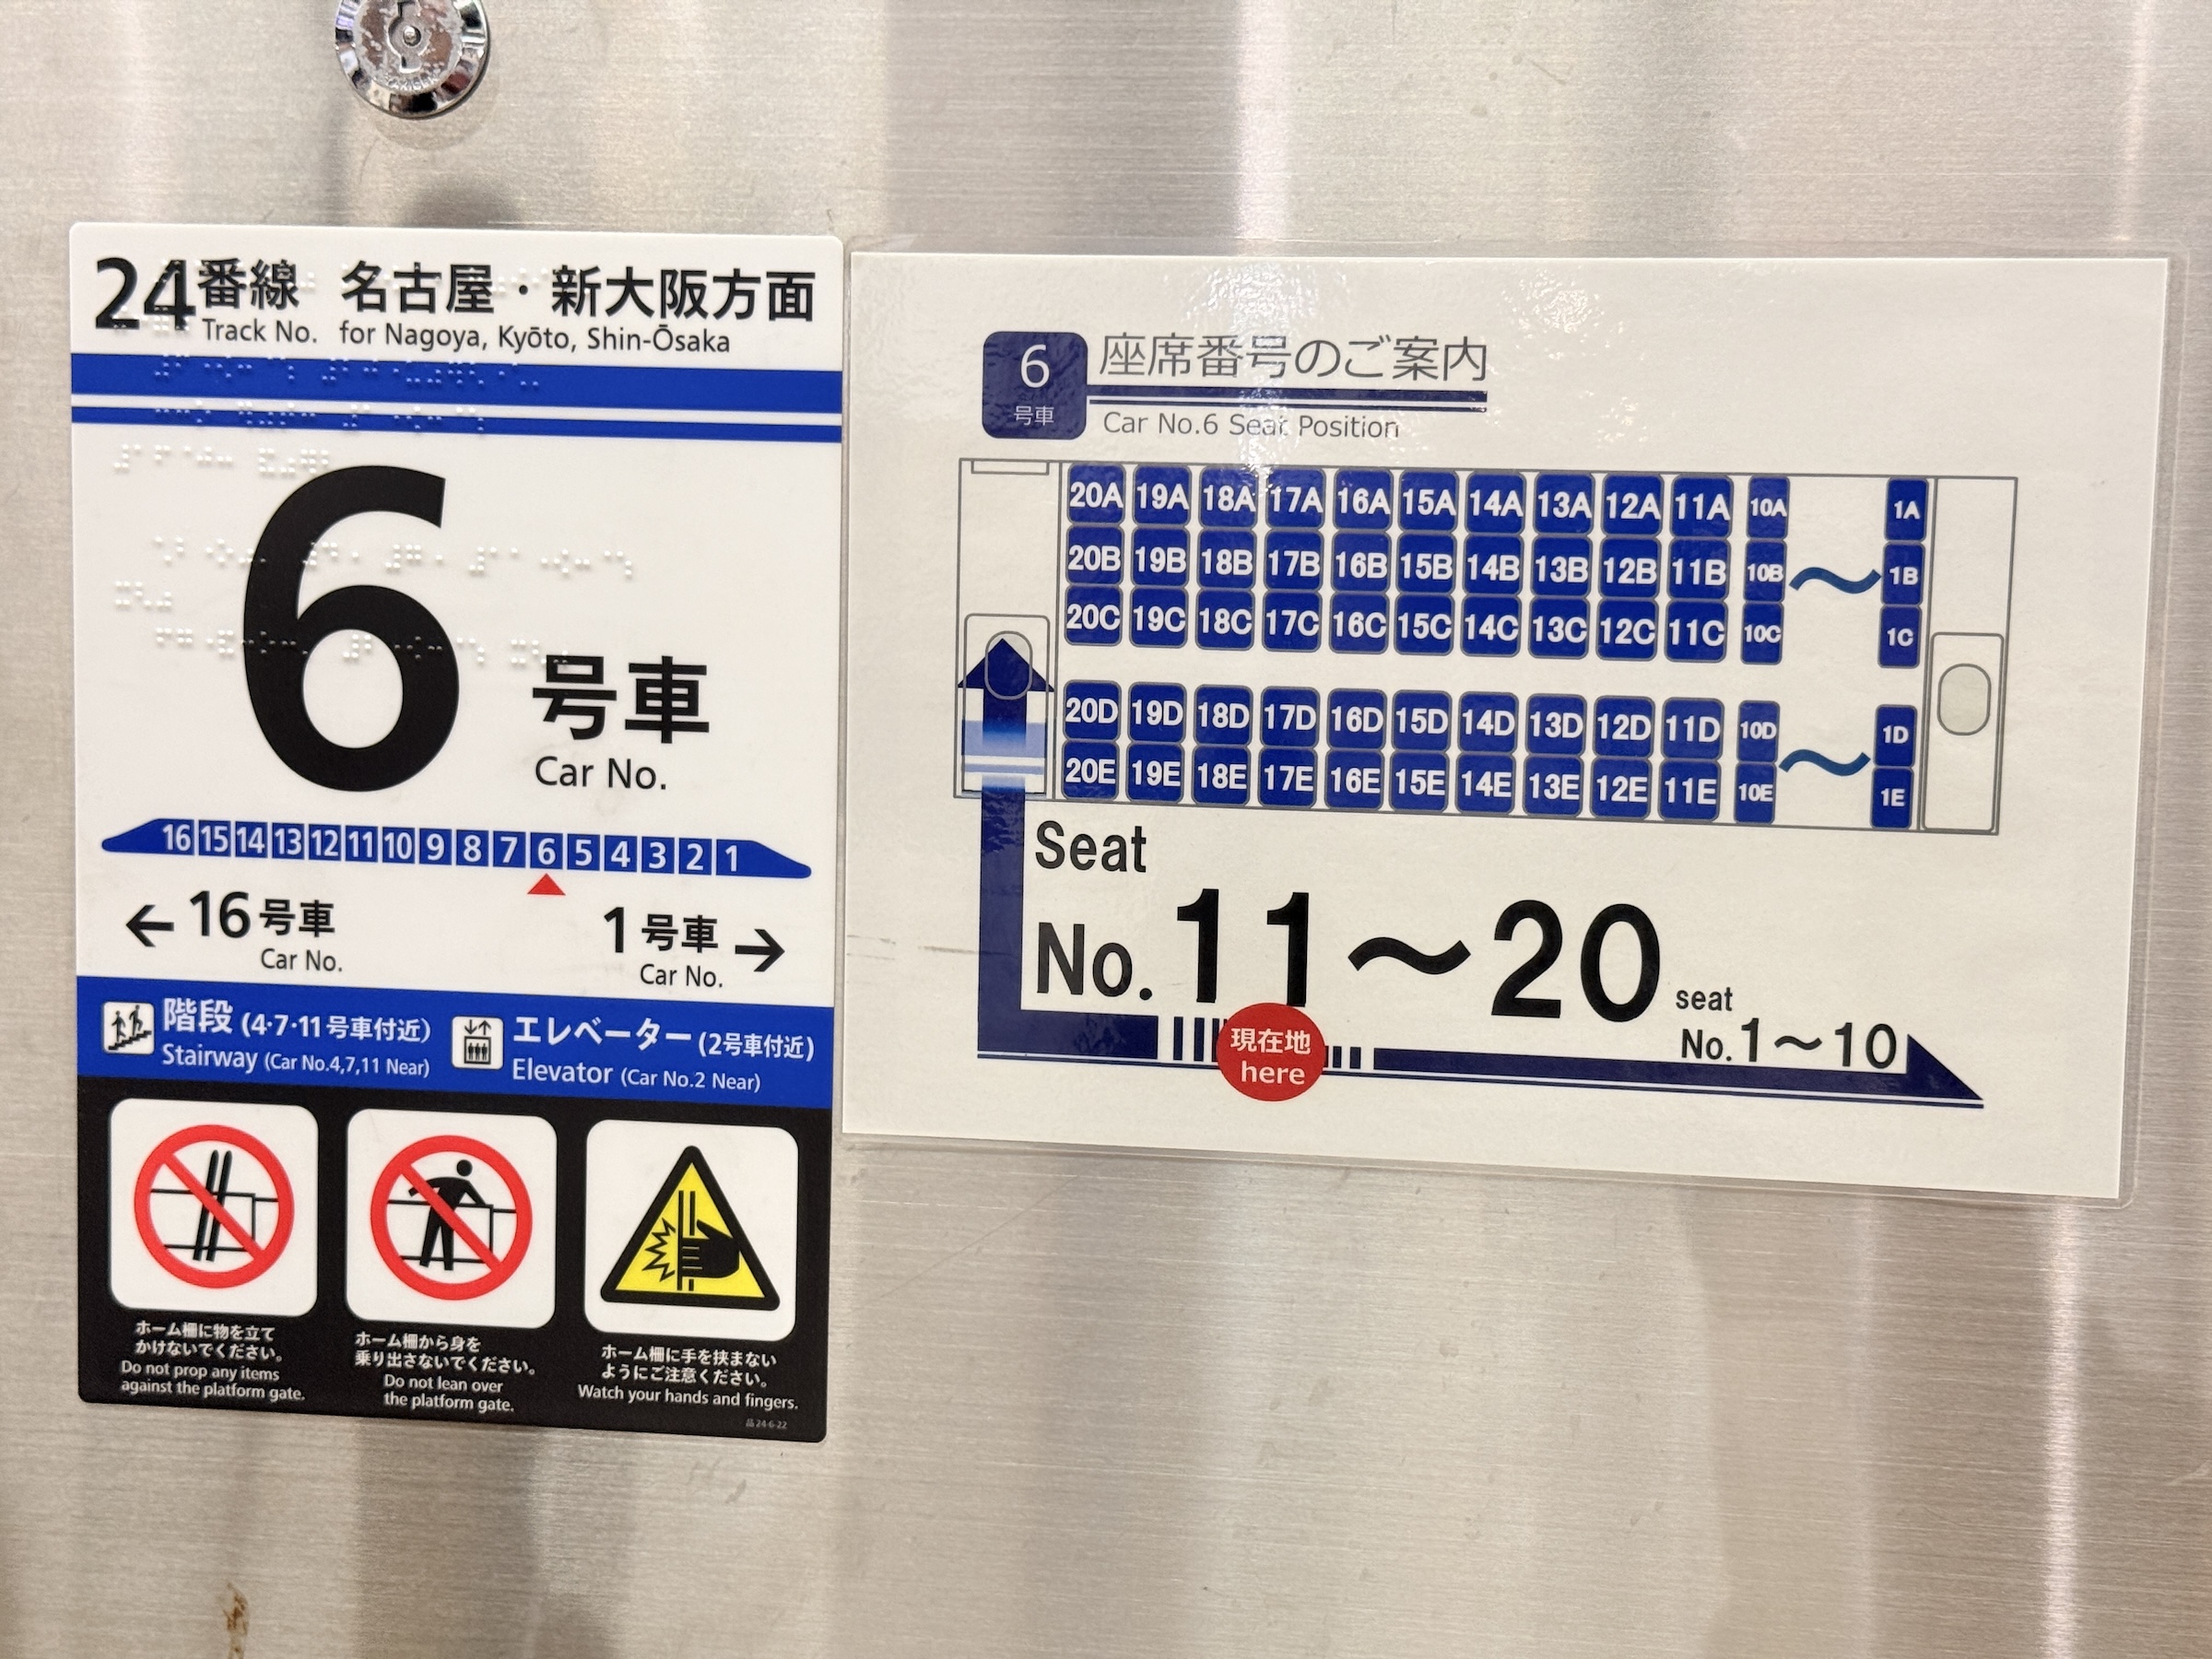 24番線 名古屋・新大阪方面
Track No. for Nagoya, Kyōto, Shin-Ōsaka
6号車
Car No.
16 15 14 13 12 11 10 9 8 7 6 5 4 3 2 1
← 16号車 1号車 →
Car No. Car No.
階段 (4·7·11号車付近) エレベーター (2号車付近)
Stairway (Car No.4,7,11 Near) Elevator (Car No.2 Near)
ホーム柵に物を立て
かけないでください。
Do not prop any items
against the platform gate.
ホーム柵から身を
乗り出さないでください。
Do not lean over
the platform gate.
ホーム柵に手を挟まない
ようにご注意ください。
Watch your hands and fingers.
品24-6-22
6 座席番号のご案内
号車 Car No.6 Seat Position
20A 19A 18A 17A 16A 15A 14A 13A 12A 11A 10A 1A
20B 19B 18B 17B 16B 15B 14B 13B 12B 11B 10B 〜 1B
20C 19C 18C 17C 16C 15C 14C 13C 12C 11C 10C 1C
20D 19D 18D 17D 16D 15D 14D 13D 12D 11D 10D 〜 1D
20E 19E 18E 17E 16E 15E 14E 13E 12E 11E 10E 1E
Seat
No.11〜20
seat
No.1〜10
現在地
here